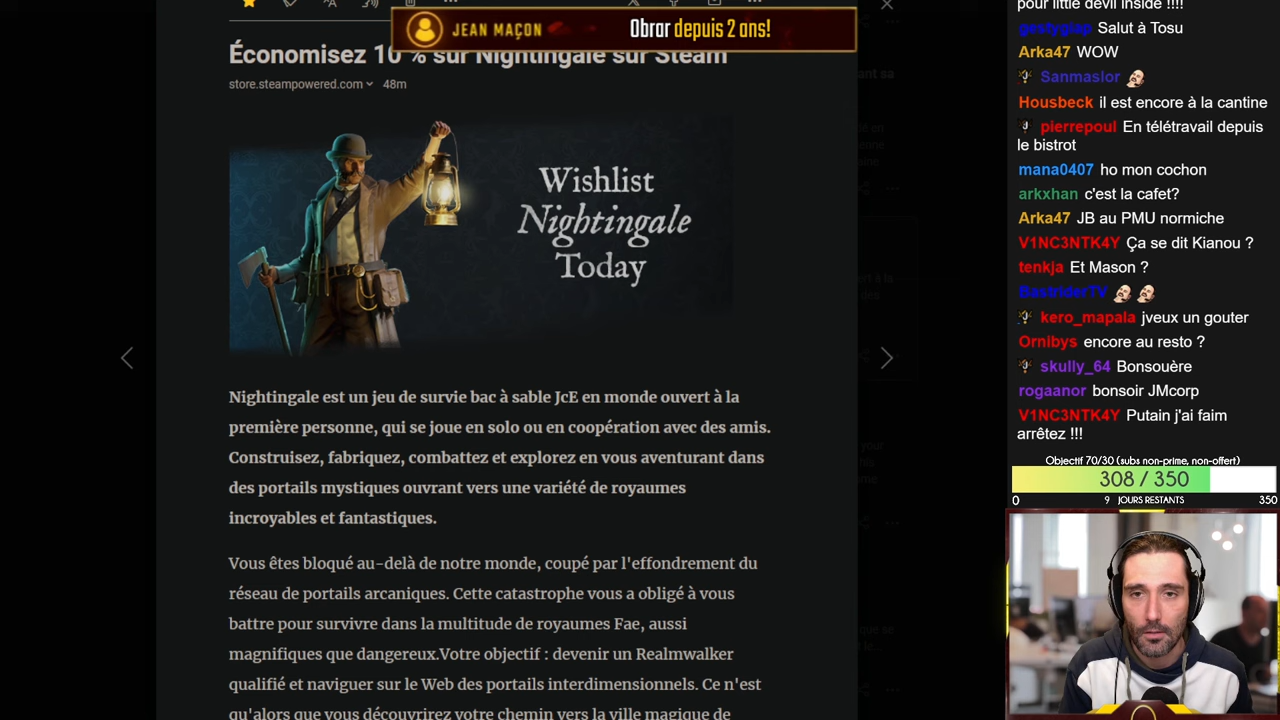 JEAN MAÇON
Obrar depuis 2 ans!
Économisez 10 % sur Nightingale sur Steam
store.steampowered.com 48m
Wishlist
Nightingale
Today
Nightingale est un jeu de survie bac à sable JcE en monde ouvert à la
première personne, qui se joue en solo ou en coopération avec des amis.
Construisez, fabriquez, combattez et explorez en vous aventurant dans
des portails mystiques ouvrant vers une variété de royaumes
incroyables et fantastiques.
Vous êtes bloqué au-delà de notre monde, coupé par l'effondrement du
réseau de portails arcaniques. Cette catastrophe vous a obligé à vous
battre pour survivre dans la multitude de royaumes Fae, aussi
magnifiques que dangereux.Votre objectif : devenir un Realmwalker
qualifié et naviguer sur le Web des portails interdimensionnels. Ce n'est
qu'alors que vous découvrirez votre chemin vers la ville magique de
pour little devil inside !!!!
gestyglap Salut à Tosu
Arka47 WOW
Sanmasior
Housbeck il est encore à la cantine
pierrepoul En télétravail depuis
le bistrot
mana0407 ho mon cochon
arkxhan c'est la cafet?
Arka47 JB au PMU normiche
V1NC3NTK4Y Ça se dit Kianou ?
tenkja Et Mason ?
BastriderTV
kero_mapala jveux un gouter
Ornibys encore au resto ?
skully_64 Bonsouère
rogaanor bonsoir JMcorp
V1NC3NTK4Y Putain j'ai faim
arrêtez !!!
Objectif 70/30 (subs non-prime, non-offert)
308 / 350
0 9 JOURS RESTANTS 350